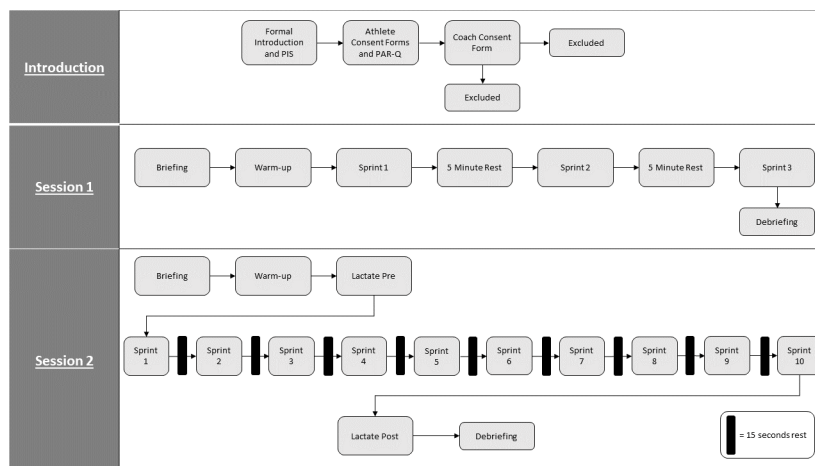 Introduction
Formal
Introduction
and PIS
Athlete
Consent Forms
and PAR-Q
Coach Consent
Form
Excluded
Excluded
Session 1
Briefing
Warm-up
Sprint 1
5 Minute Rest
Sprint 2
5 Minute Rest
Sprint 3
Debriefing
Session 2
Briefing
Warm-up
Lactate Pre
Sprint
1
Sprint
2
Sprint
3
Sprint
4
Sprint
5
Sprint
6
Sprint
7
Sprint
8
Sprint
9
Sprint
10
Lactate Post
Debriefing
= 15 seconds rest